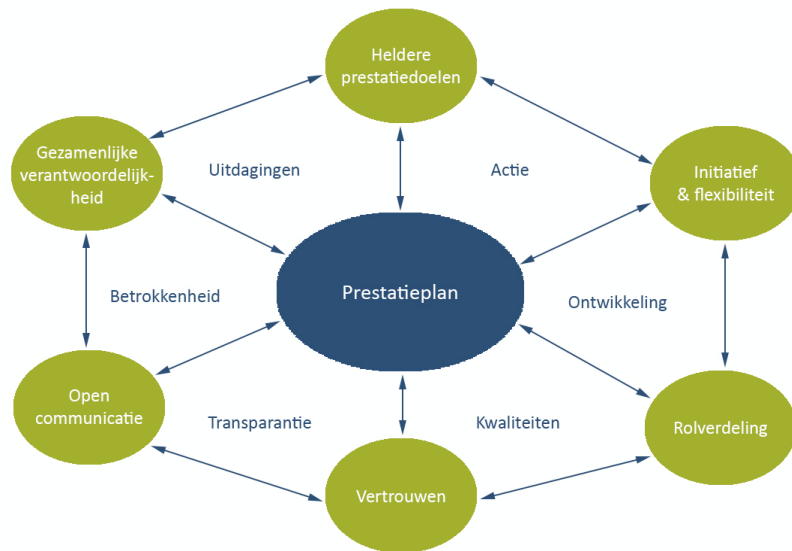 Heldere
prestatiedoelen
Gezamenlijke
verantwoordelijk-
heid
Uitdagingen
Actie
Initiatief
& flexibiliteit
Prestatieplan
Betrokkenheid
Ontwikkeling
Open
communicatie
Transparantie
Kwaliteiten
Rolverdeling
Vertrouwen